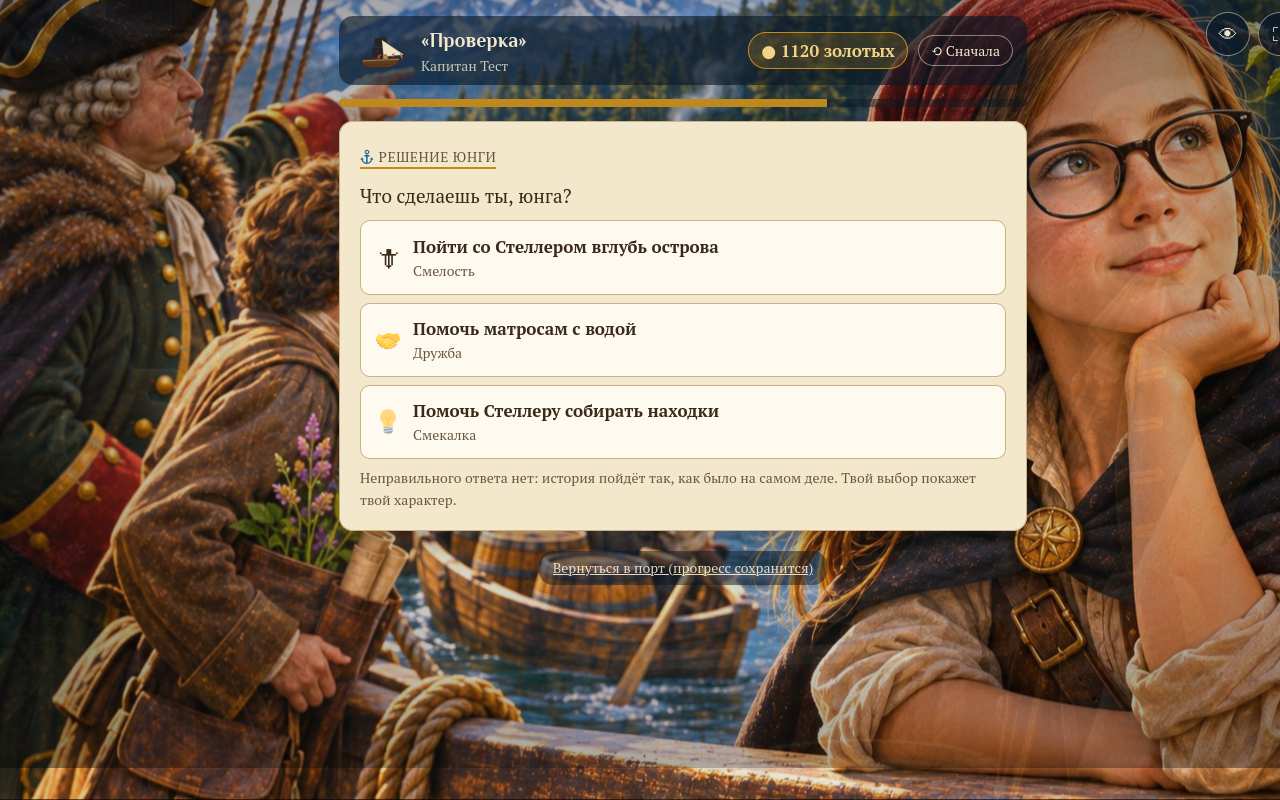 «Проверка»
Капитан Тест
1120 золотых
⟲ Сначала
⚓ РЕШЕНИЕ ЮНГИ
Что сделаешь ты, юнга?
Пойти со Стеллером вглубь острова
Смелость
Помочь матросам с водой
Дружба
Помочь Стеллеру собирать находки
Смекалка
Неправильного ответа нет: история пойдёт так, как было на самом деле. Твой выбор покажет
твой характер.
Вернуться в порт (прогресс сохранится)